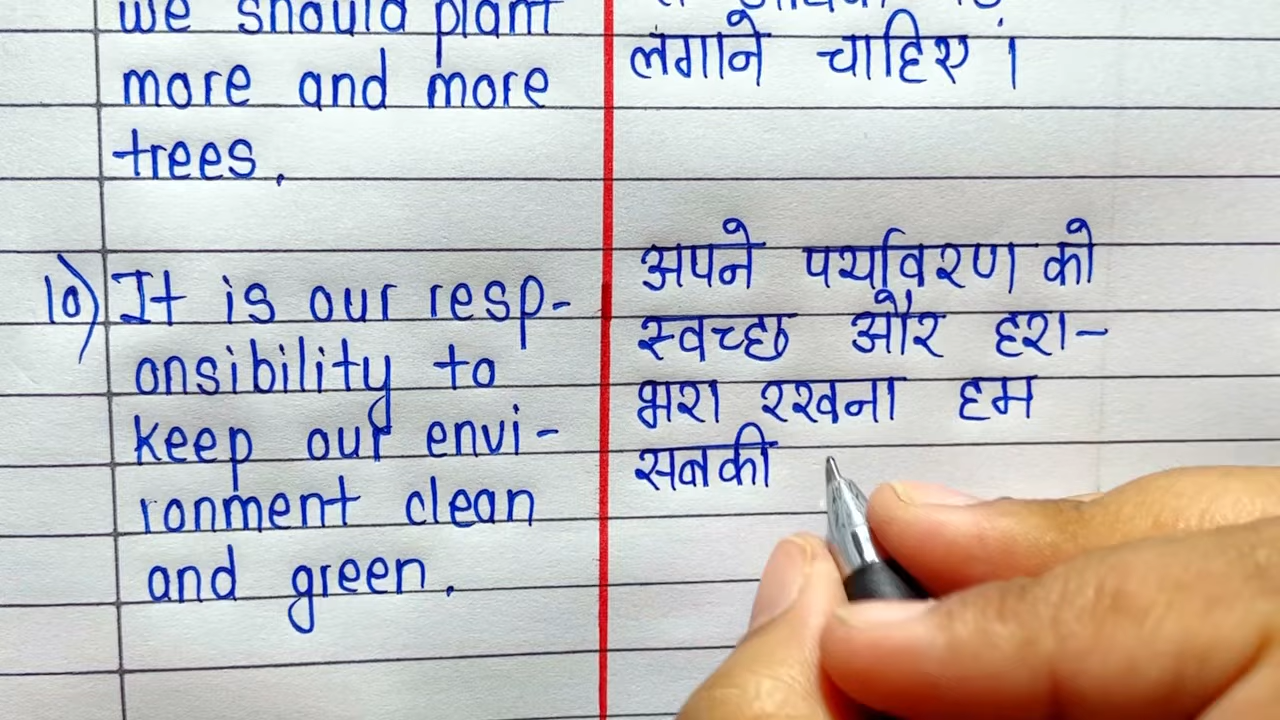 we should plant
more and more
trees.
लगाने चाहिए।
10) It is our resp-
onsibility to
keep our envi-
ronment clean
and green.
अपने पर्यावरण को
स्वच्छ और हरा-
भरा रखना हम
सबकी